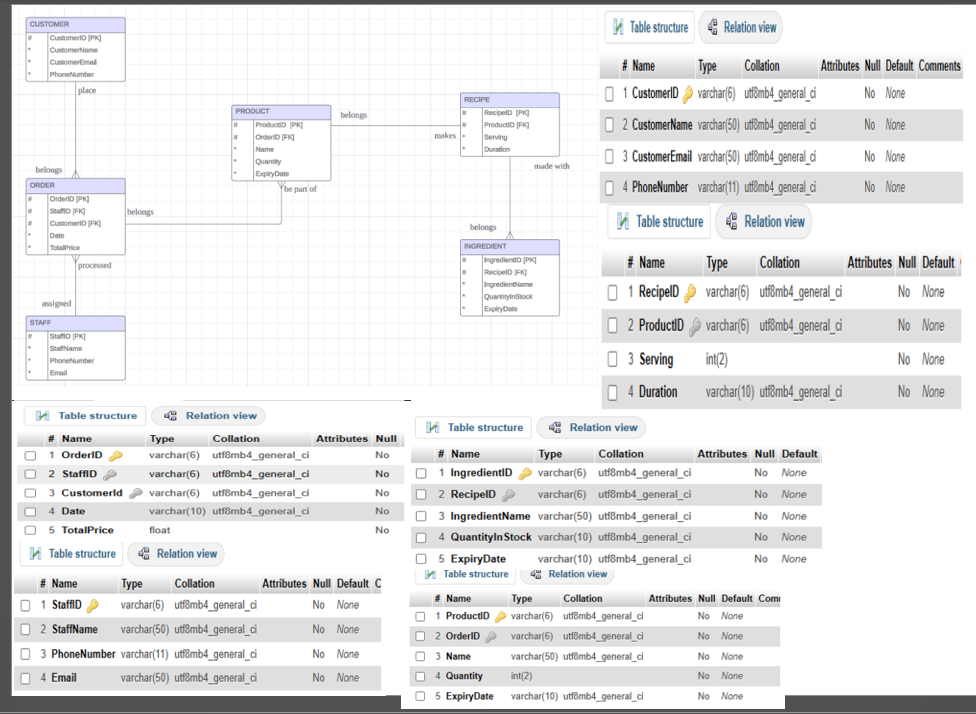 CUSTOMER
# CustomerID [PK]
* CustomerName
* CustomerEmail
* PhoneNumber
place
belongs
ORDER
# OrderID [PK]
# StaffID [FK]
# CustomerID [FK]
* Date
* TotalPrice
belongs
processed
assigned
STAFF
# StaffID [PK]
* StaffName
* PhoneNumber
* Email
PRODUCT
# ProductID [PK]
# OrderID [FK]
* Name
* Quantity
* ExpiryDate
be part of
belongs
makes
RECIPE
# RecipeID [PK]
# ProductID [FK]
* Serving
* Duration
made with
belongs
INGREDIENT
# IngredientID [PK]
# RecipeID [FK]
* IngredientName
* QuantityInStock
* ExpiryDate
Table structure Relation view
# Name Type Collation Attributes Null Default Comments
1 CustomerID varchar(6) utf8mb4_general_ci No None
2 CustomerName varchar(50) utf8mb4_general_ci No None
3 CustomerEmail varchar(50) utf8mb4_general_ci No None
4 PhoneNumber varchar(11) utf8mb4_general_ci No None
Table structure Relation view
# Name Type Collation Attributes Null Default
1 RecipeID varchar(6) utf8mb4_general_ci No None
2 ProductID varchar(6) utf8mb4_general_ci No None
3 Serving int(2) No None
4 Duration varchar(10) utf8mb4_general_ci No None
Table structure Relation view
# Name Type Collation Attributes Null
1 OrderID varchar(6) utf8mb4_general_ci No
2 StaffID varchar(6) utf8mb4_general_ci No
3 CustomerId varchar(6) utf8mb4_general_ci No
4 Date varchar(10) utf8mb4_general_ci No
5 TotalPrice float No
Table structure Relation view
# Name Type Collation Attributes Null Default C
1 StaffID varchar(6) utf8mb4_general_ci No None
2 StaffName varchar(50) utf8mb4_general_ci No None
3 PhoneNumber varchar(11) utf8mb4_general_ci No None
4 Email varchar(50) utf8mb4_general_ci No None
Table structure Relation view
# Name Type Collation Attributes Null Default
1 IngredientID varchar(6) utf8mb4_general_ci No None
2 RecipeID varchar(6) utf8mb4_general_ci No None
3 IngredientName varchar(50) utf8mb4_general_ci No None
4 QuantityInStock varchar(10) utf8mb4_general_ci No None
5 ExpiryDate varchar(10) utf8mb4_general_ci No None
Table structure Relation view
# Name Type Collation Attributes Null Default Com
1 ProductID varchar(6) utf8mb4_general_ci No None
2 OrderID varchar(6) utf8mb4_general_ci No None
3 Name varchar(50) utf8mb4_general_ci No None
4 Quantity int(2) No None
5 ExpiryDate varchar(10) utf8mb4_general_ci No None